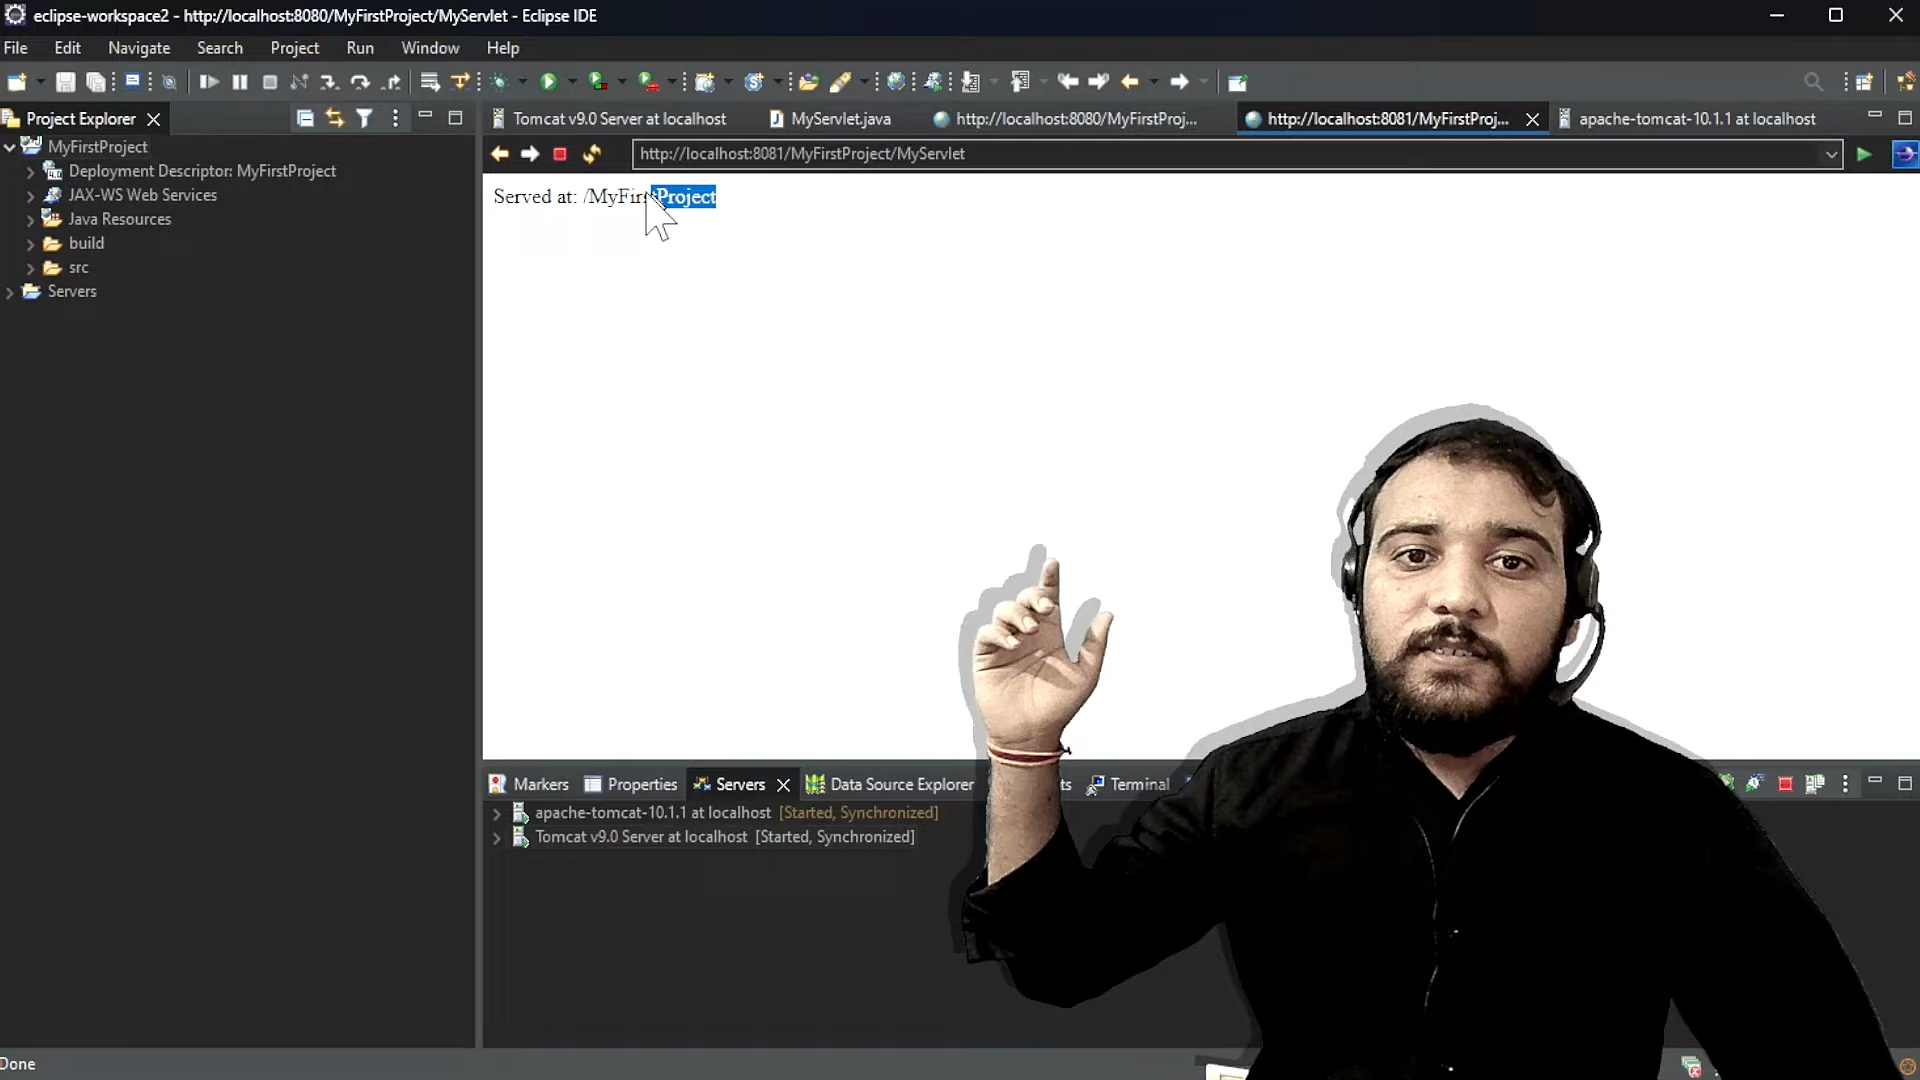 eclipse-workspace2 - http://localhost:8080/MyFirstProject/MyServlet - Eclipse IDE
File Edit Navigate Search Project Run Window Help
Project Explorer
Tomcat v9.0 Server at localhost MyServlet.java http://localhost:8080/MyFirstProj... http://localhost:8081/MyFirstProj... apache-tomcat-10.1.1 at localhost
MyFirstProject
Deployment Descriptor: MyFirstProject
JAX-WS Web Services
Java Resources
build
src
Servers
http://localhost:8081/MyFirstProject/MyServlet
Served at: /MyFirstProject
Markers Properties Servers Data Source Explorer ts Terminal
apache-tomcat-10.1.1 at localhost [Started, Synchronized]
Tomcat v9.0 Server at localhost [Started, Synchronized]
Done